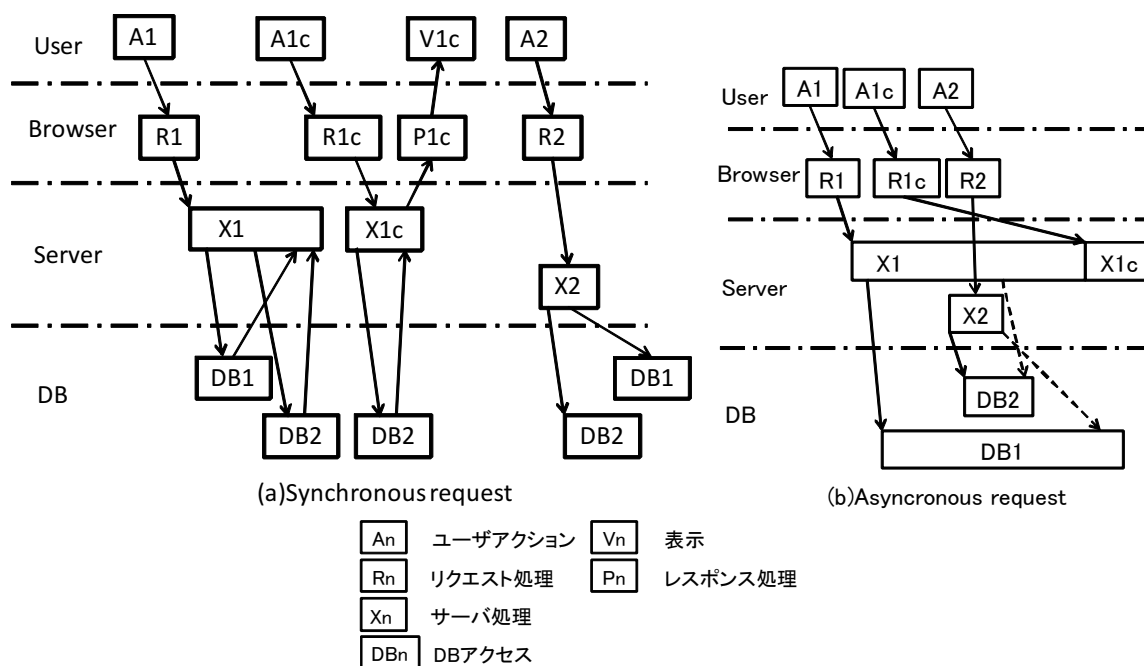 User
A1
A1c
V1c
A2
Browser
R1
R1c
P1c
R2
Server
X1
X1c
X2
DB
DB1
DB1
DB2
DB2
DB2
(a)Synchronous request
User
A1
A1c
A2
Browser
R1
R1c
R2
Server
X1
X1c
X2
DB
DB2
DB1
(b)Asyncronous request
An ユーザアクション
Vn 表示
Rn リクエスト処理
Pn レスポンス処理
Xn サーバ処理
DBn DBアクセス